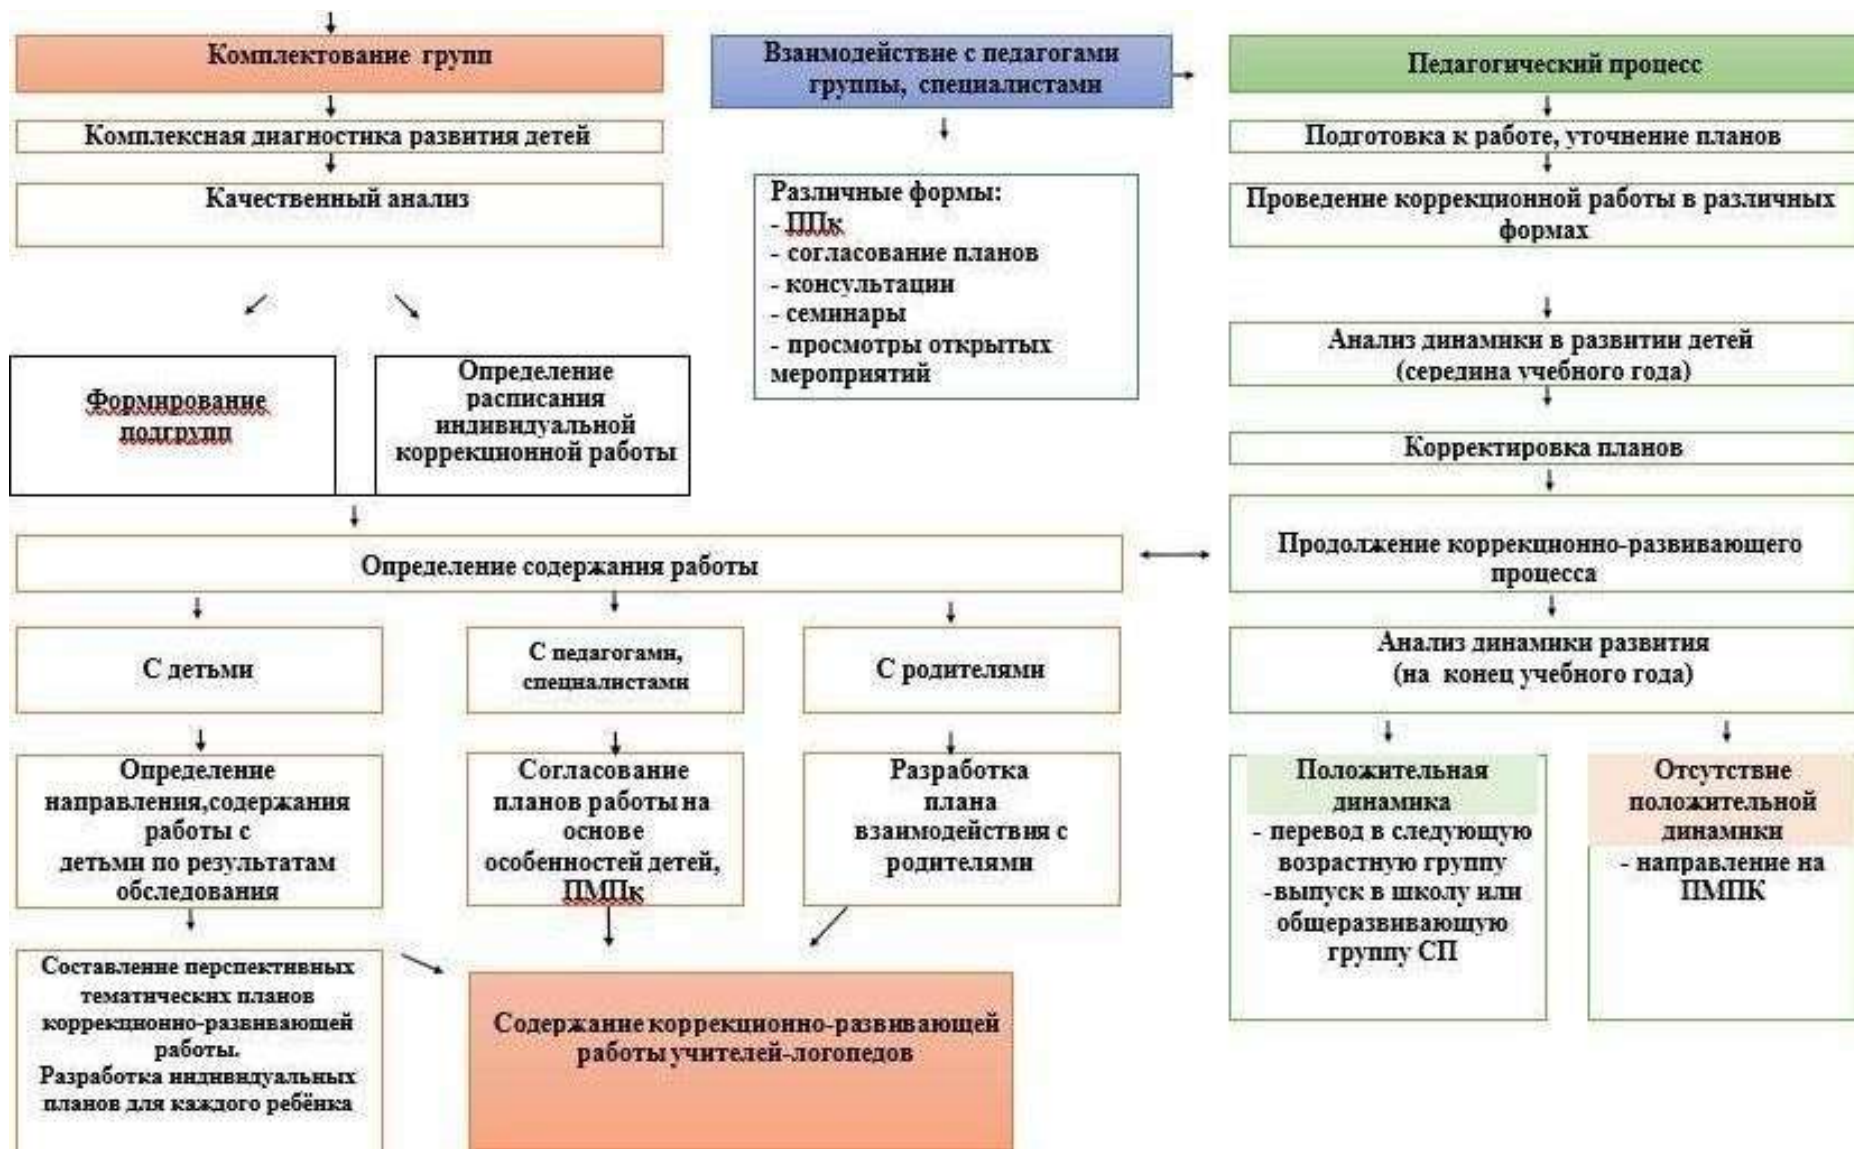 Комплектование групп
Комплексная диагностика развития детей
Качественный анализ
Формирование
подгрупп
Определение
расписания
индивидуальной
коррекционной работы
Взаимодействие с педагогами
группы, специалистами
Различные формы:
- ППк
- согласование планов
- консультации
- семинары
- просмотры открытых
мероприятий
Определение содержания работы
С детьми
С педагогами,
специалистами
С родителями
Определение
направления,содержания
работы с
детьми по результатам
обследования
Согласование
планов работы на
основе
особенностей детей,
ПМПк
Разработка
плана
взаимодействия с
родителями
Составление перспективных
тематических планов
коррекционно-развивающей
работы.
Разработка индивидуальных
планов для каждого ребёнка
Содержание коррекционно-развивающей
работы учителей-логопедов
Педагогический процесс
Подготовка к работе, уточнение планов
Проведение коррекционной работы в различных
формах
Анализ динамики в развитии детей
(середина учебного года)
Корректировка планов
Продолжение коррекционно-развивающего
процесса
Анализ динамики развития
(на конец учебного года)
Положительная
динамика
- перевод в следующую
возрастную группу
-выпуск в школу или
общеразвивающую
группу СП
Отсутствие
положительной
динамики
- направление на
ПМПК